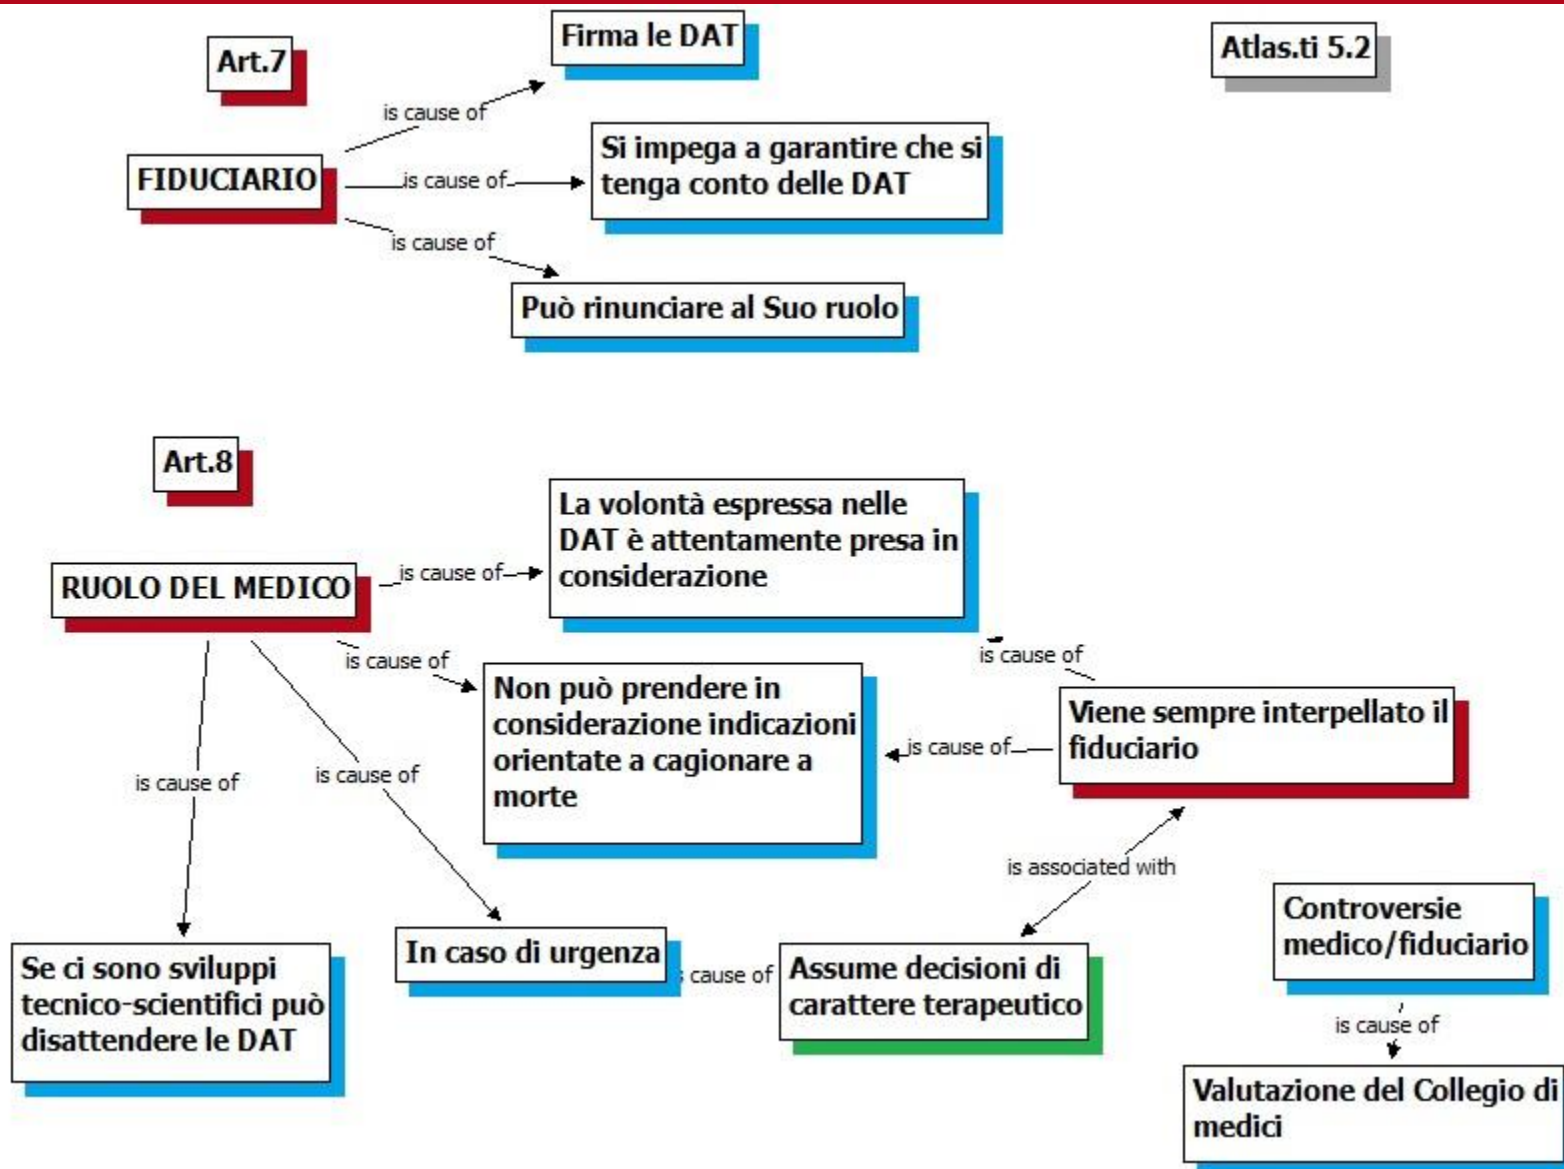 Art.7
Firma le DAT
Atlas.ti 5.2
is cause of
FIDUCIARIO
is cause of
Si impega a garantire che si
tenga conto delle DAT
is cause of
Può rinunciare al Suo ruolo
Art.8
RUOLO DEL MEDICO
is cause of
La volontà espressa nelle
DAT è attentamente presa in
considerazione
is cause of
is cause of
Non può prendere in
considerazione indicazioni
orientate a cagionare a
morte
is cause of
Viene sempre interpellato il
fiduciario
is cause of
is cause of
is associated with
Se ci sono sviluppi
tecnico-scientifici può
disattendere le DAT
In caso di urgenza
cause of
Assume decisioni di
carattere terapeutico
Controversie
medico/fiduciario
is cause of
Valutazione del Collegio di
medici